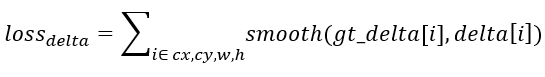 loss_delta = ∑_{i∈cx,cy,w,h} smooth(gt_delta[i], delta[i])